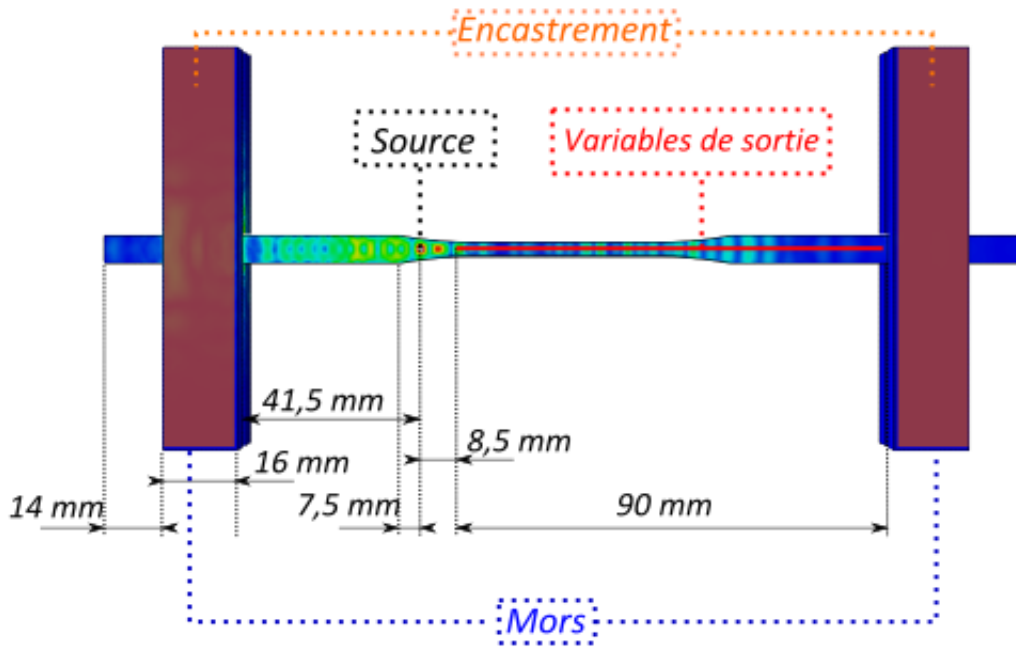 Encastrement
Source
Variables de sortie
41,5 mm
8,5 mm
16 mm
14 mm
7,5 mm
90 mm
Mors